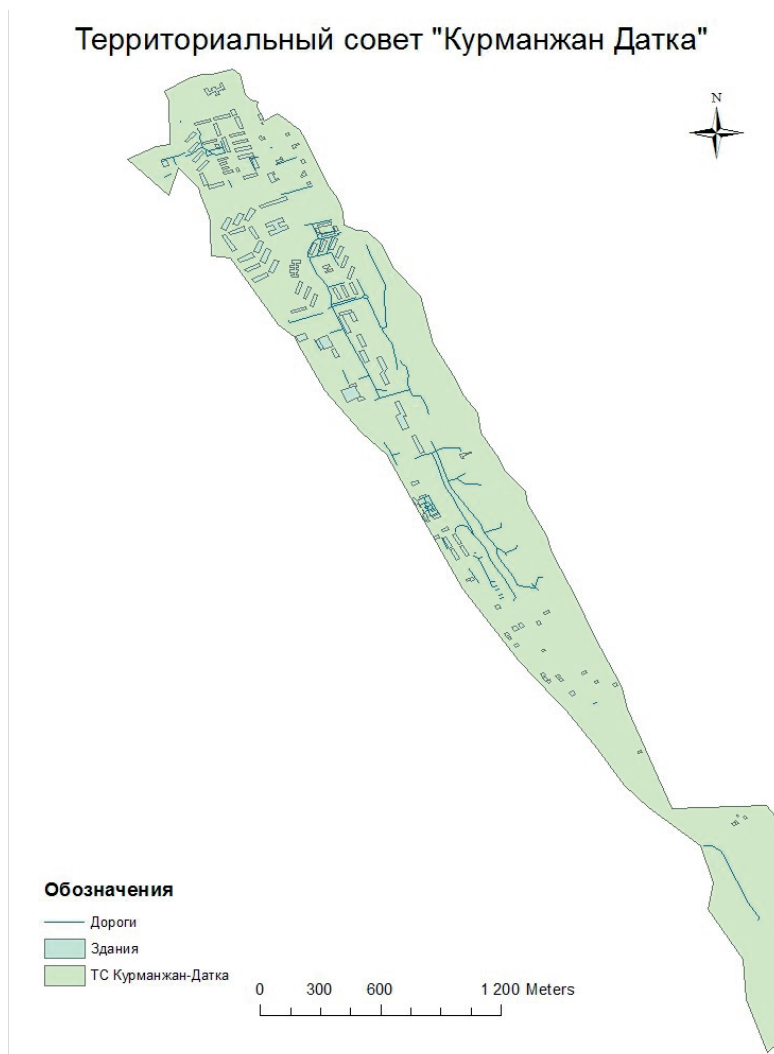 Территориальный совет "Курманжан Датка"
N
Обозначения
Дороги
Здания
ТС Курманжан-Датка
0 300 600 1 200 Meters